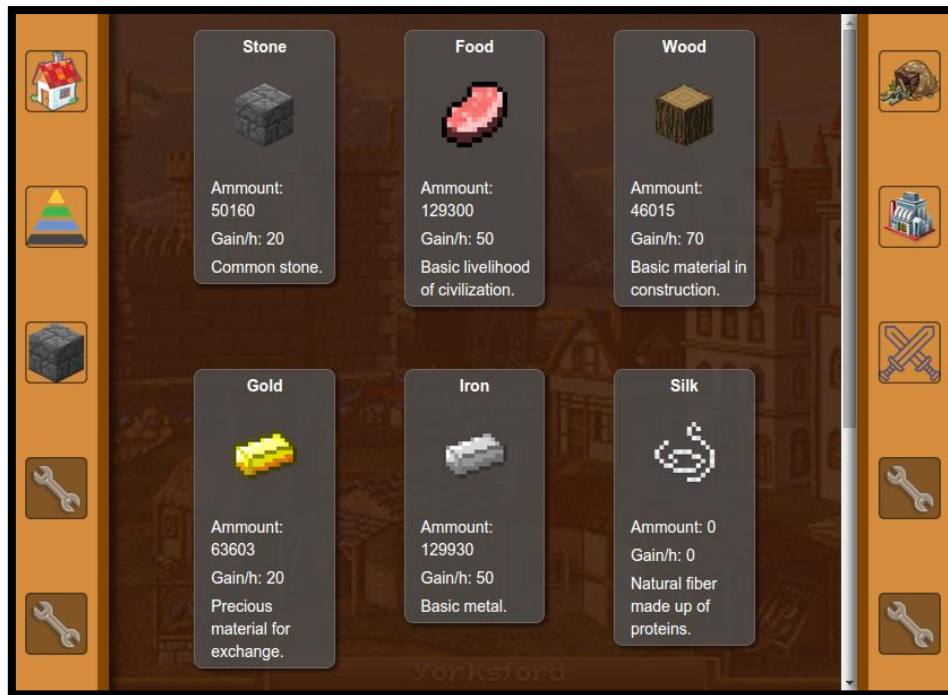 Stone
Ammount:
50160
Gain/h: 20
Common stone.
Food
Ammount:
129300
Gain/h: 50
Basic livelihood
of civilization.
Wood
Ammount:
46015
Gain/h: 70
Basic material in
construction.
Gold
Ammount:
63603
Gain/h: 20
Precious
material for
exchange.
Iron
Ammount:
129930
Gain/h: 50
Basic metal.
Silk
Ammount: 0
Gain/h: 0
Natural fiber
made up of
proteins.
Yorksford